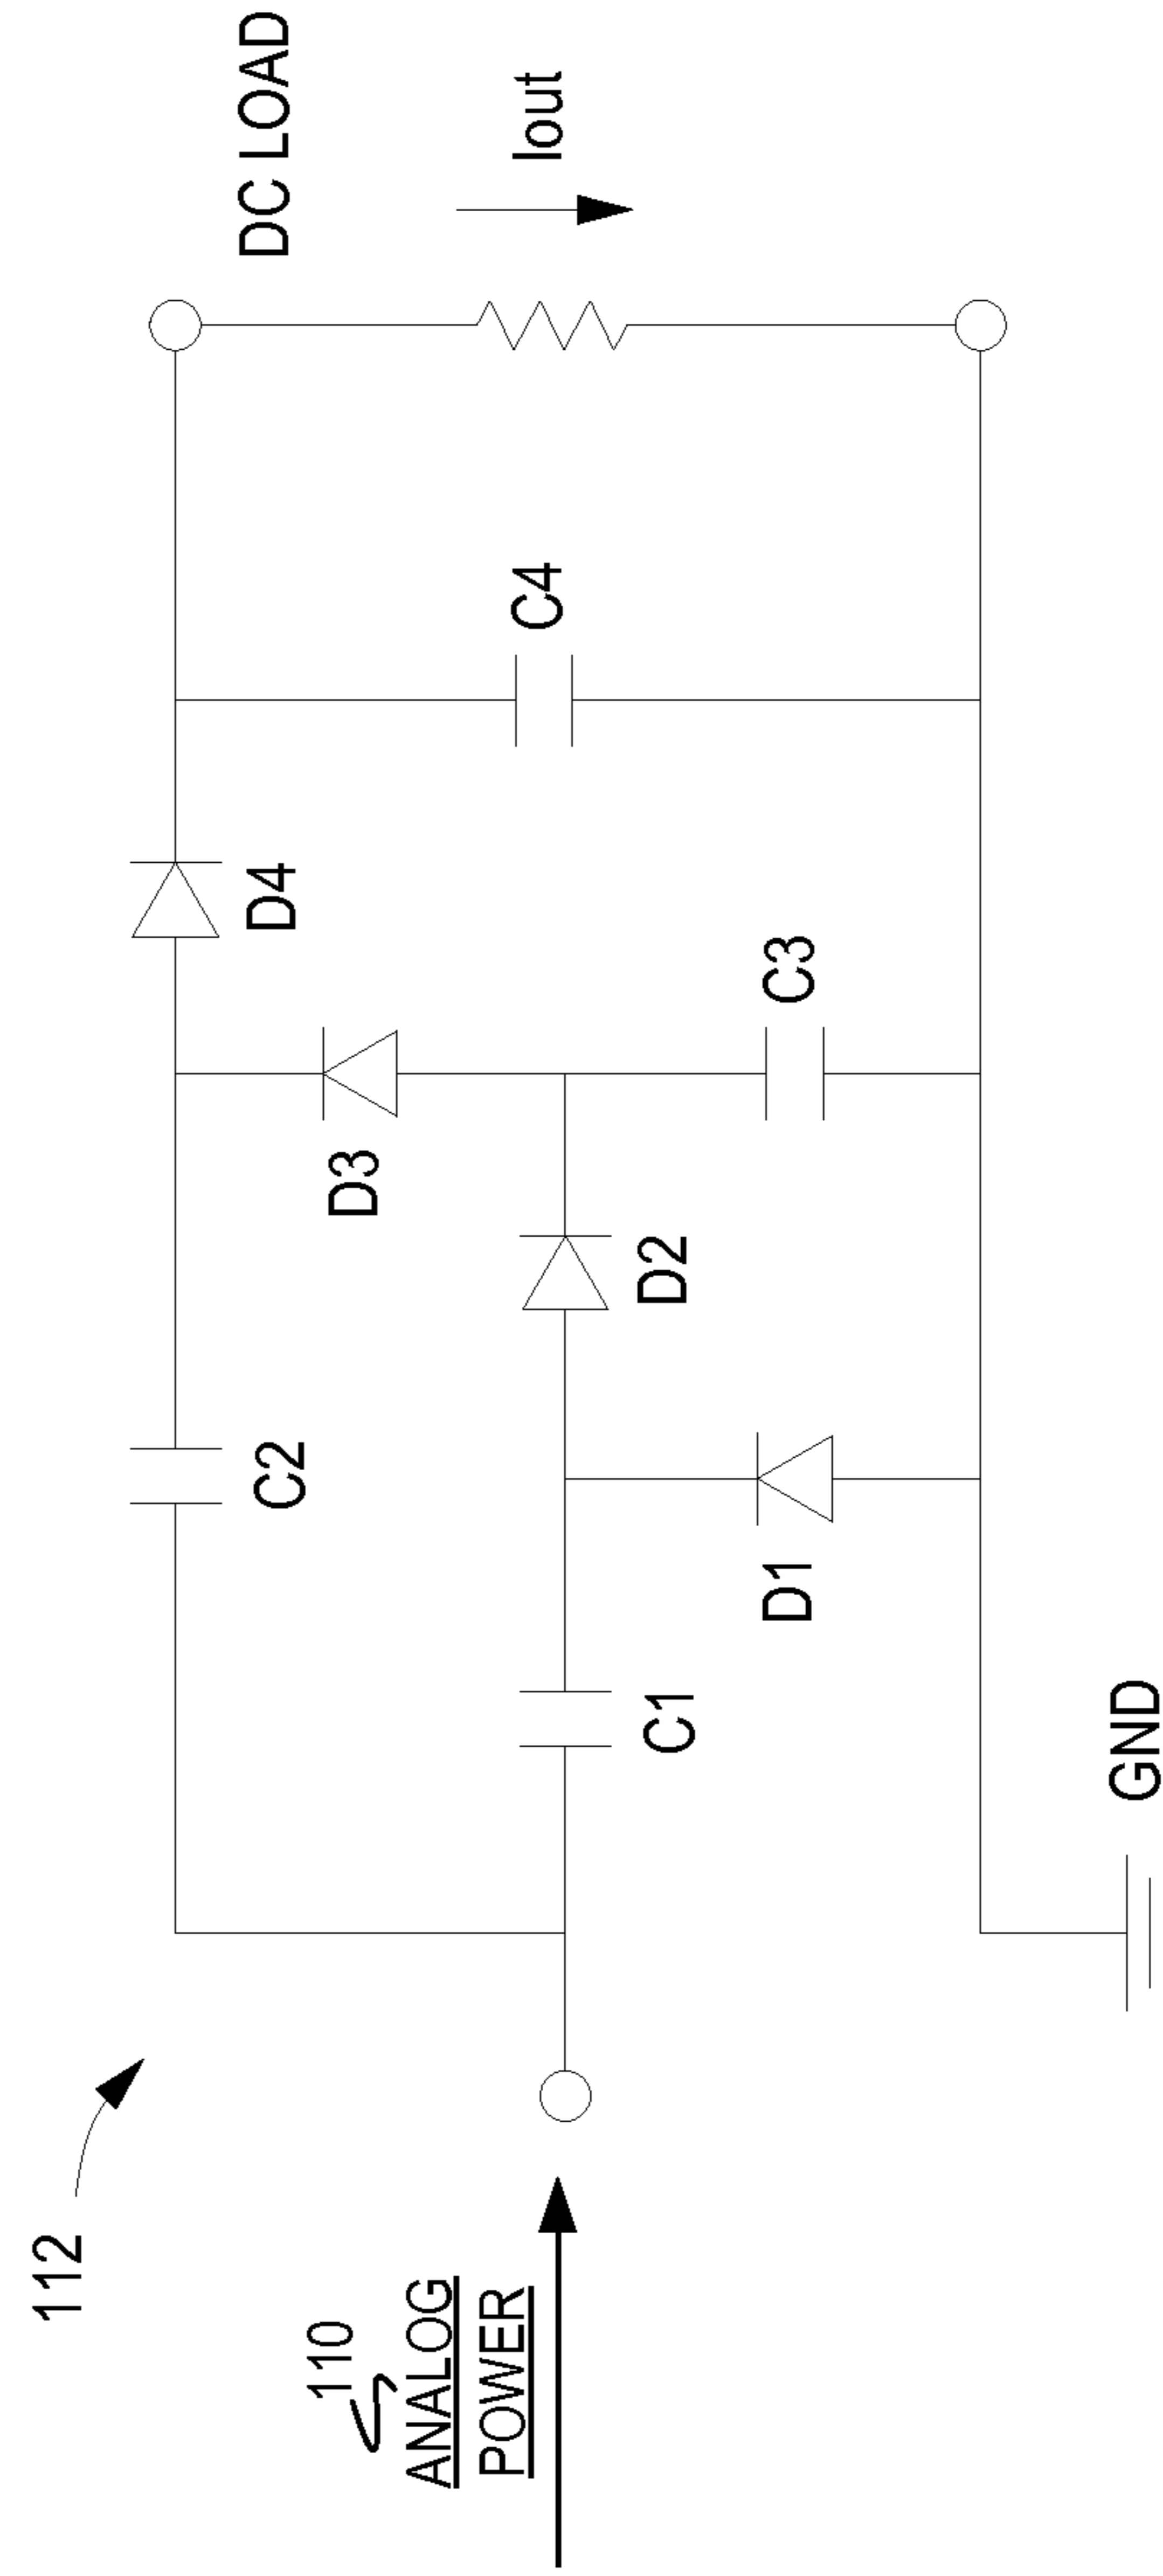 112
110
ANALOG
POWER
C2
C1
D1
GND
D3
D2
D4
C3
C4
DC LOAD
Iout